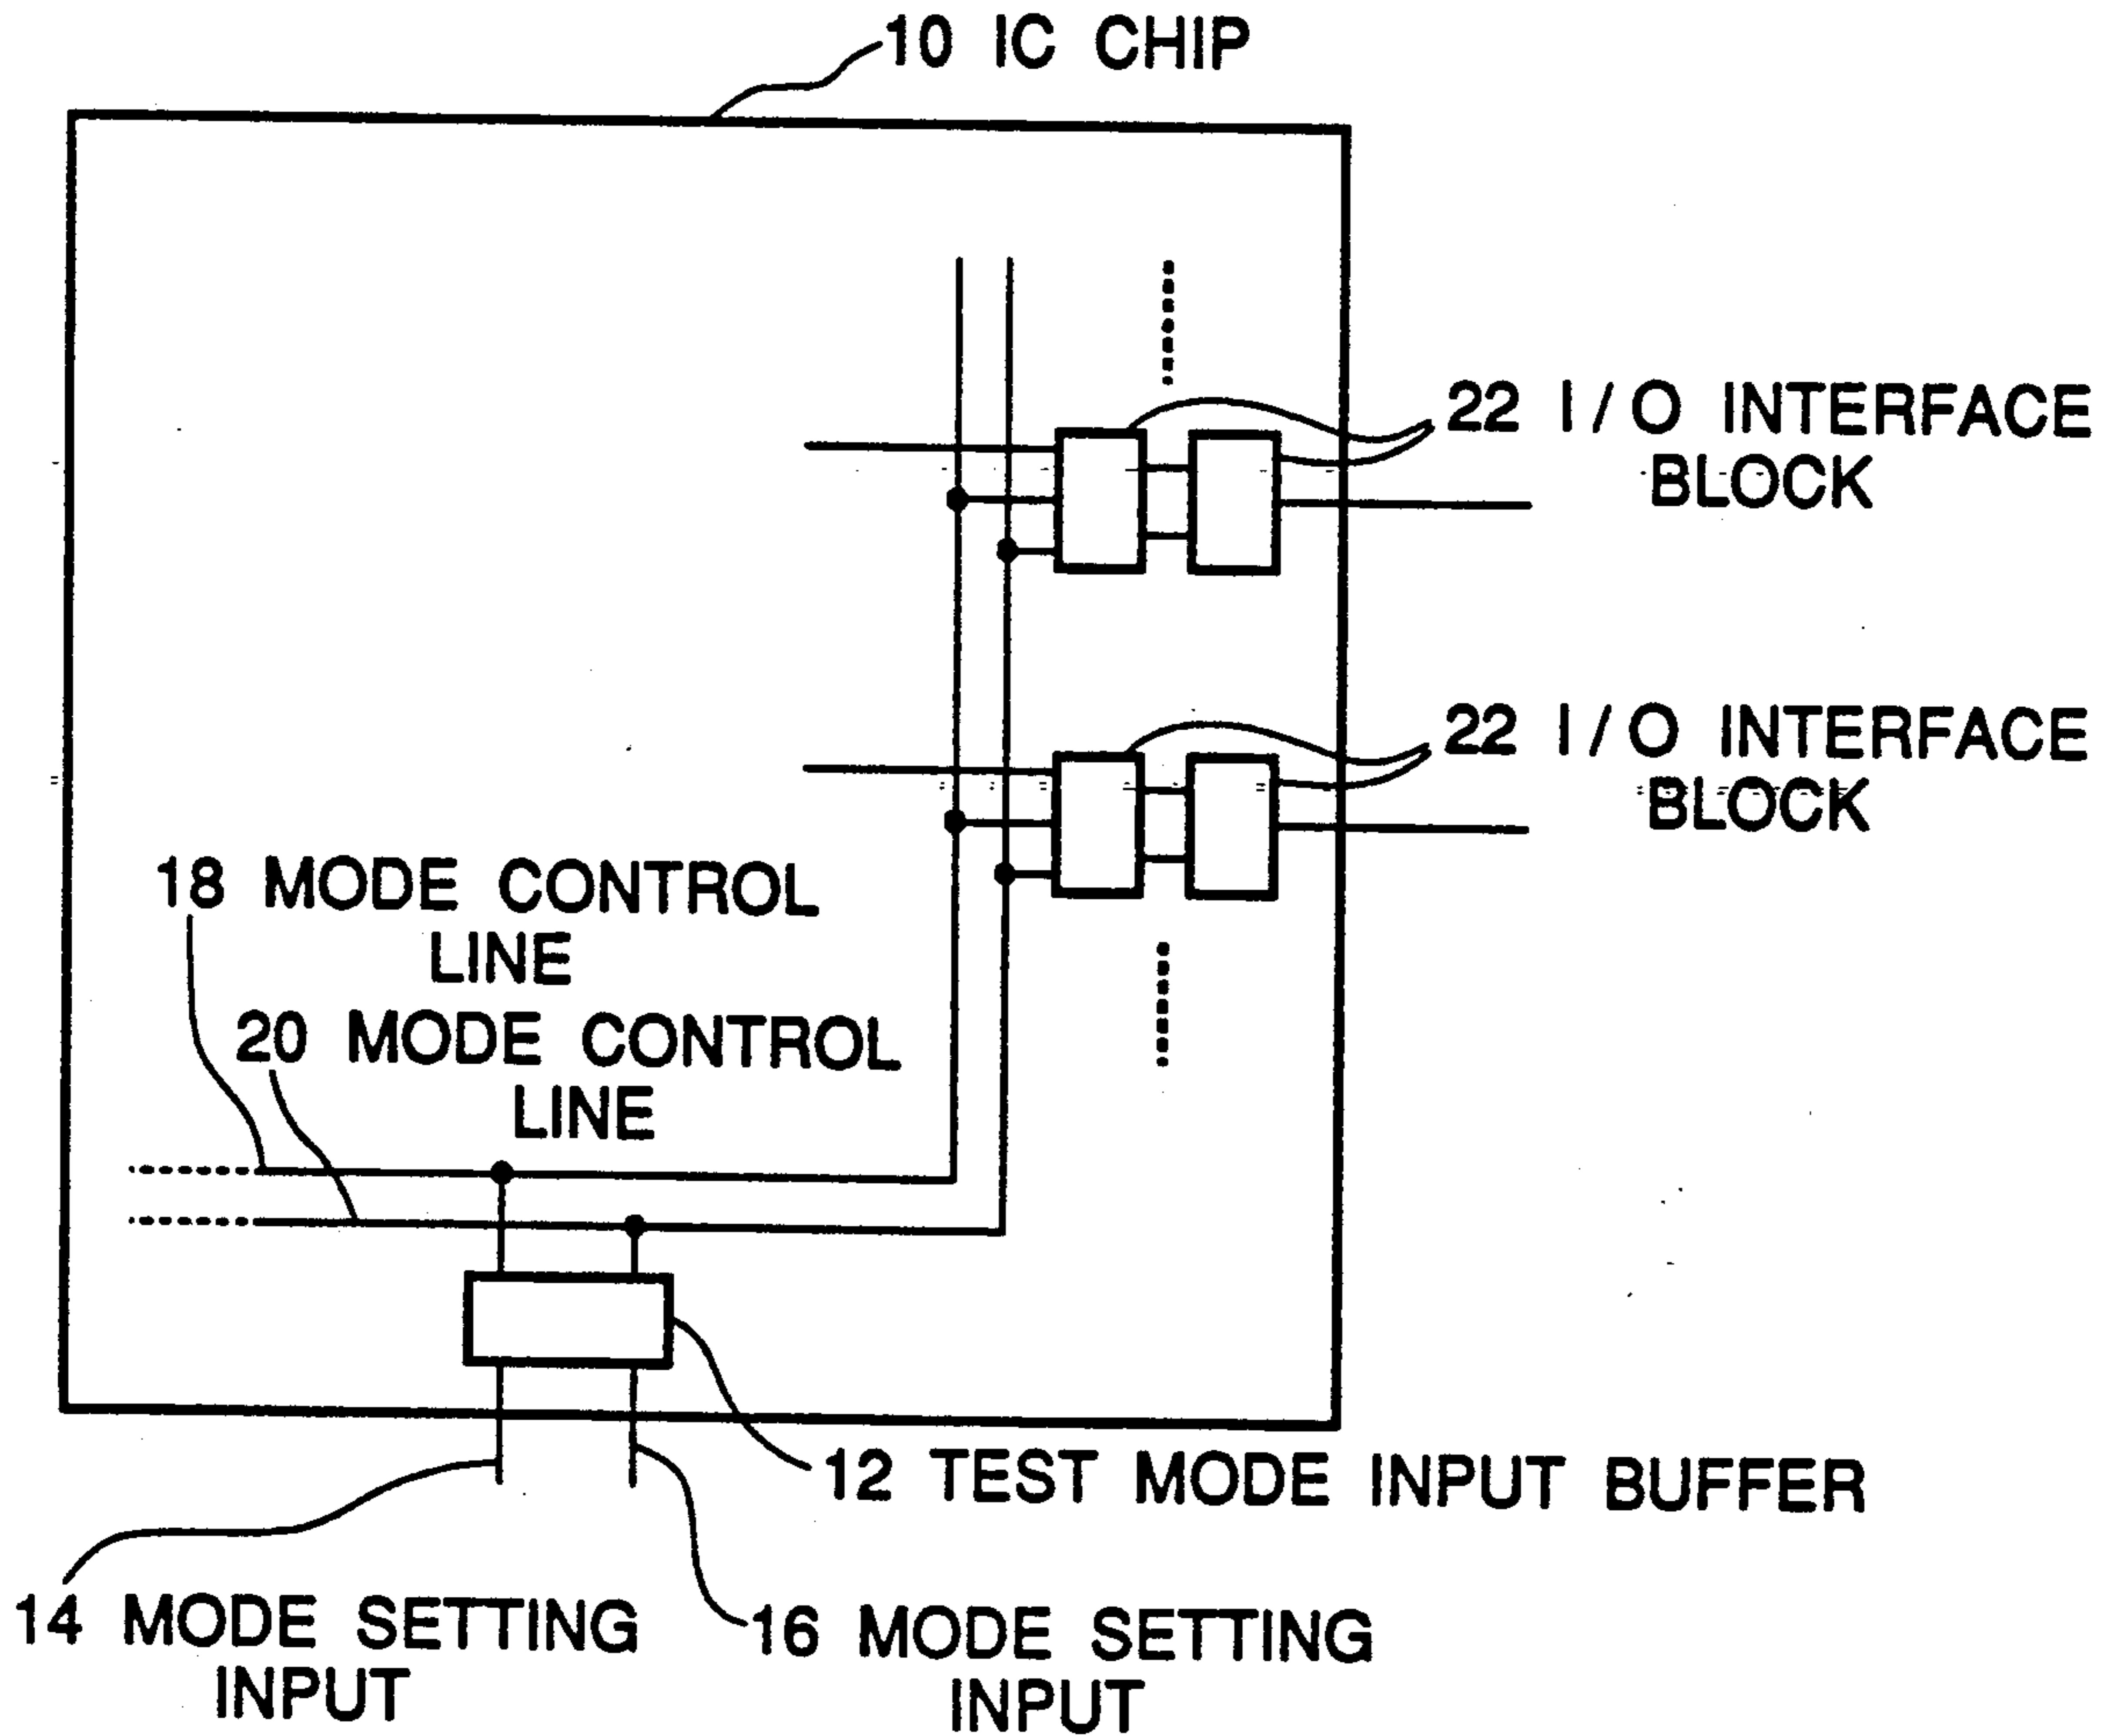 10 IC CHIP
22 I/O INTERFACE
BLOCK
22 I/O INTERFACE
BLOCK
18 MODE CONTROL
LINE
20 MODE CONTROL
LINE
12 TEST MODE INPUT BUFFER
14 MODE SETTING
INPUT
16 MODE SETTING
INPUT